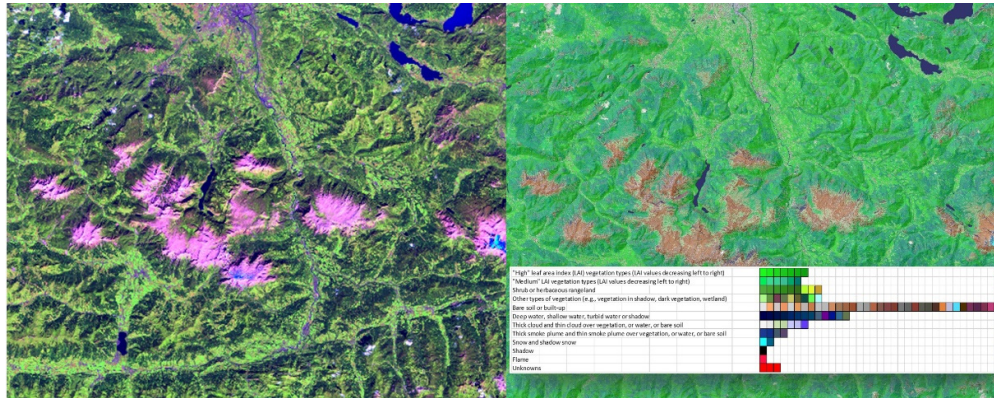 "High" leaf area index (LAI) vegetation types (LAI values decreasing left to right)
"Medium" LAI vegetation types (LAI values decreasing left to right)
Shrub or herbaceous rangeland
Other types of vegetation (e.g., vegetation in shadow, dark vegetation, wetland)
Bare soil or built-up
Deep water, shallow water, turbid water or shadow
Thick cloud and thin cloud over vegetation, or water, or bare soil
Thick smoke plume and thin smoke plume over vegetation, or water, or bare soil
Snow and shadow snow
Shadow
Flame
Unknowns